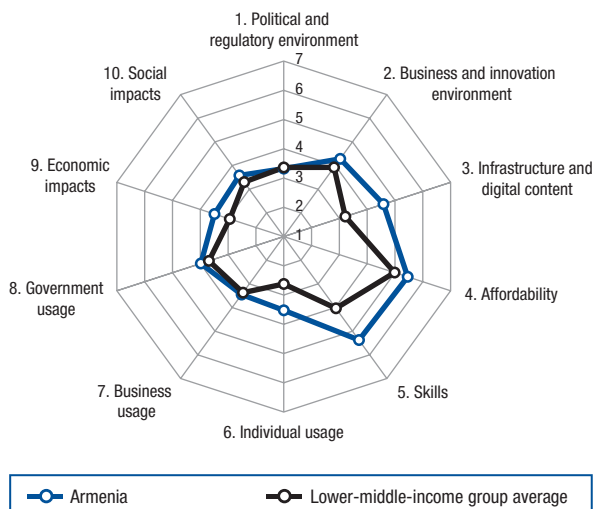 1. Political and
regulatory environment
2. Business and innovation
environment
3. Infrastructure and
digital content
4. Affordability
5. Skills
6. Individual usage
7. Business
usage
8. Government
usage
9. Economic
impacts
10. Social
impacts
7
6
5
4
3
2
1
Armenia
Lower-middle-income group average